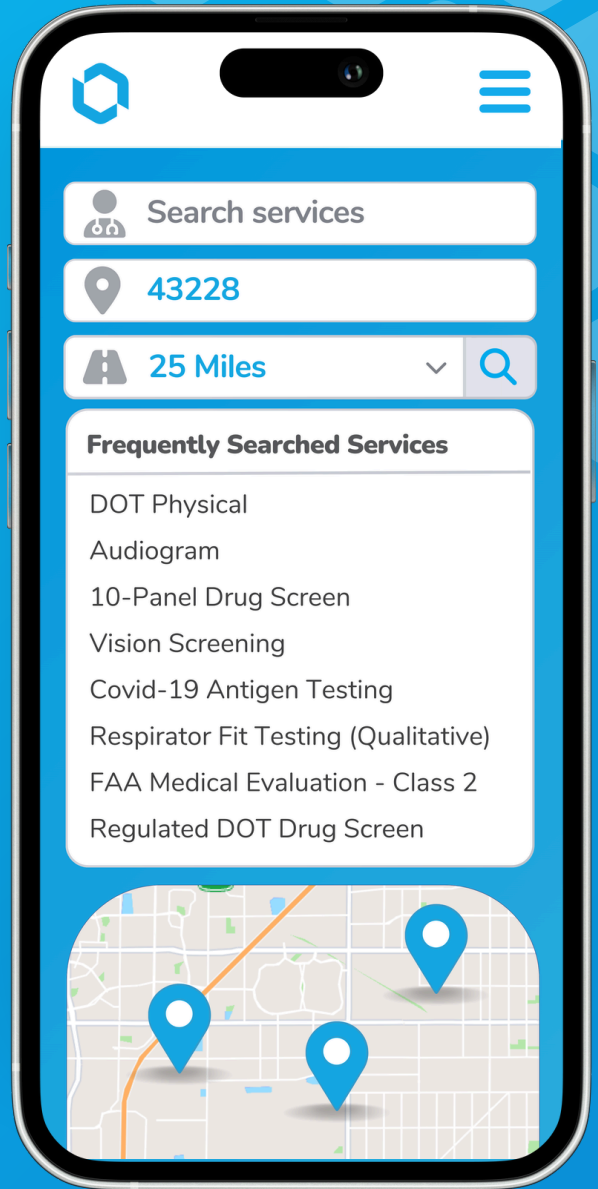 Search services
43228
25 Miles
Frequently Searched Services
DOT Physical
Audiogram
10-Panel Drug Screen
Vision Screening
Covid-19 Antigen Testing
Respirator Fit Testing (Qualitative)
FAA Medical Evaluation - Class 2
Regulated DOT Drug Screen